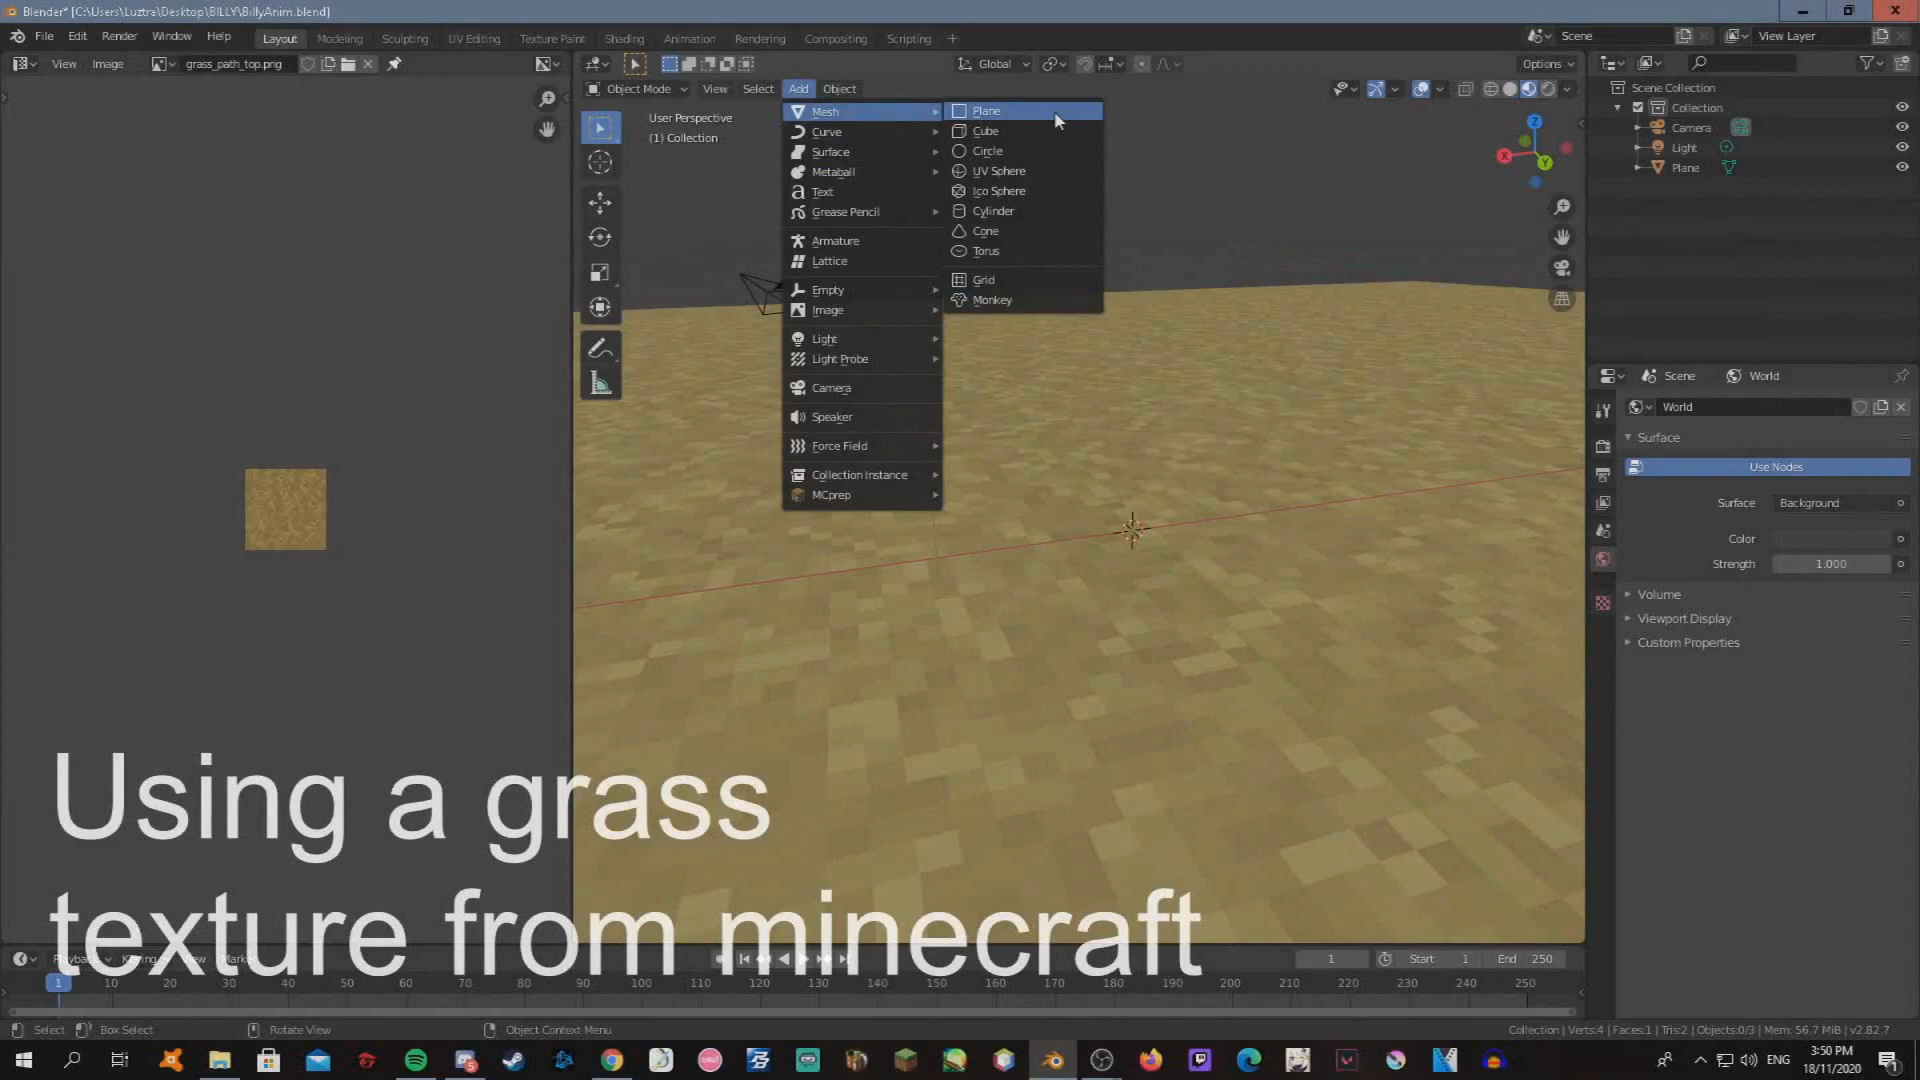 Blender* [C:\Users\Luztra\Desktop\BILLY\BillyAnim.blend]
File Edit Render Window Help Layout Modeling Sculpting UV Editing Texture Paint Shading Animation Rendering Compositing Scripting + Scene View Layer
View Image grass_path_top.png Global Options
Object Mode View Select Add Object
User Perspective
(1) Collection
Mesh
Curve
Surface
Metaball
Text
Grease Pencil
Armature
Lattice
Empty
Image
Light
Light Probe
Camera
Speaker
Force Field
Collection Instance
MCprep
Plane
Cube
Circle
UV Sphere
Ico Sphere
Cylinder
Cone
Torus
Grid
Monkey
X Y Z
Scene Collection
Collection
Camera
Light
Plane
Scene World
World
Surface
Use Nodes
Surface Background
Color
Strength 1.000
Volume
Viewport Display
Custom Properties
Using a grass
texture from minecraft
Playback Keying View Marker 1 Start 1 End 250
1 10 20 30 40 50 60 70 80 90 100 110 120 130 140 150 160 170 180 190 200 210 220 230 240 250
Select Box Select Rotate View Object Context Menu Collection | Verts:4 | Faces:1 | Tris:2 | Objects:0/3 | Mem: 56.7 MiB | v2.82.7
ENG 3:50 PM
18/11/2020